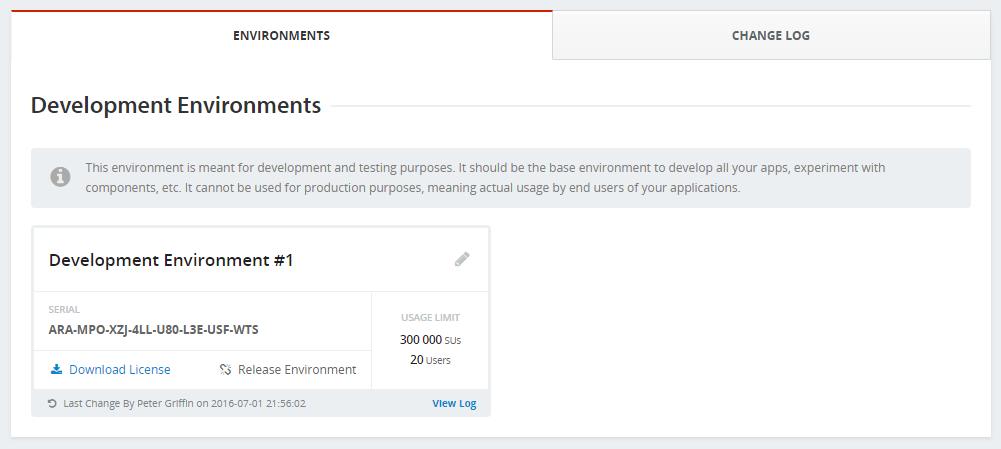 ENVIRONMENTS
CHANGE LOG
Development Environments
This environment is meant for development and testing purposes. It should be the base environment to develop all your apps, experiment with
components, etc. It cannot be used for production purposes, meaning actual usage by end users of your applications.
Development Environment #1
SERIAL
ARA-MPO-XZJ-4LL-U80-L3E-USF-WTS
USAGE LIMIT
300 000 SUs
20 Users
Download License
Release Environment
Last Change By Peter Griffin on 2016-07-01 21:56:02
View Log